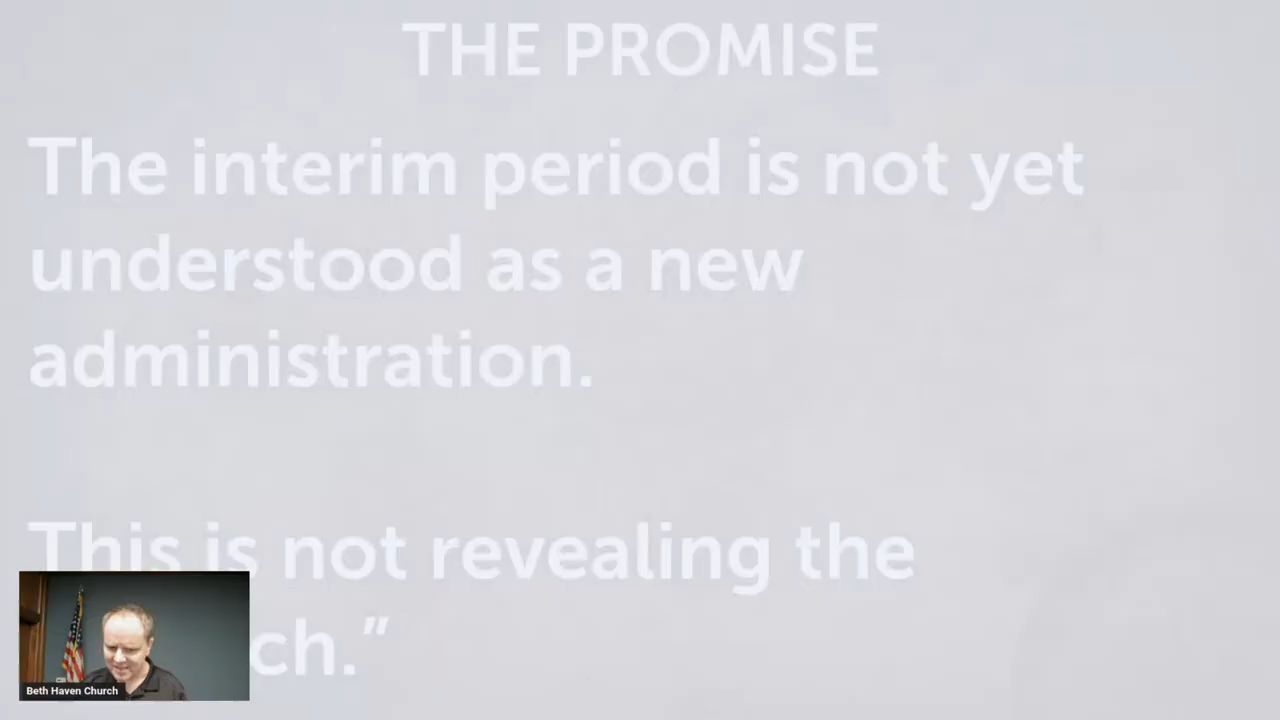 THE PROMISE
The interim period is not yet
understood as a new
administration.
This is not revealing the
ch.”
Beth Haven Church